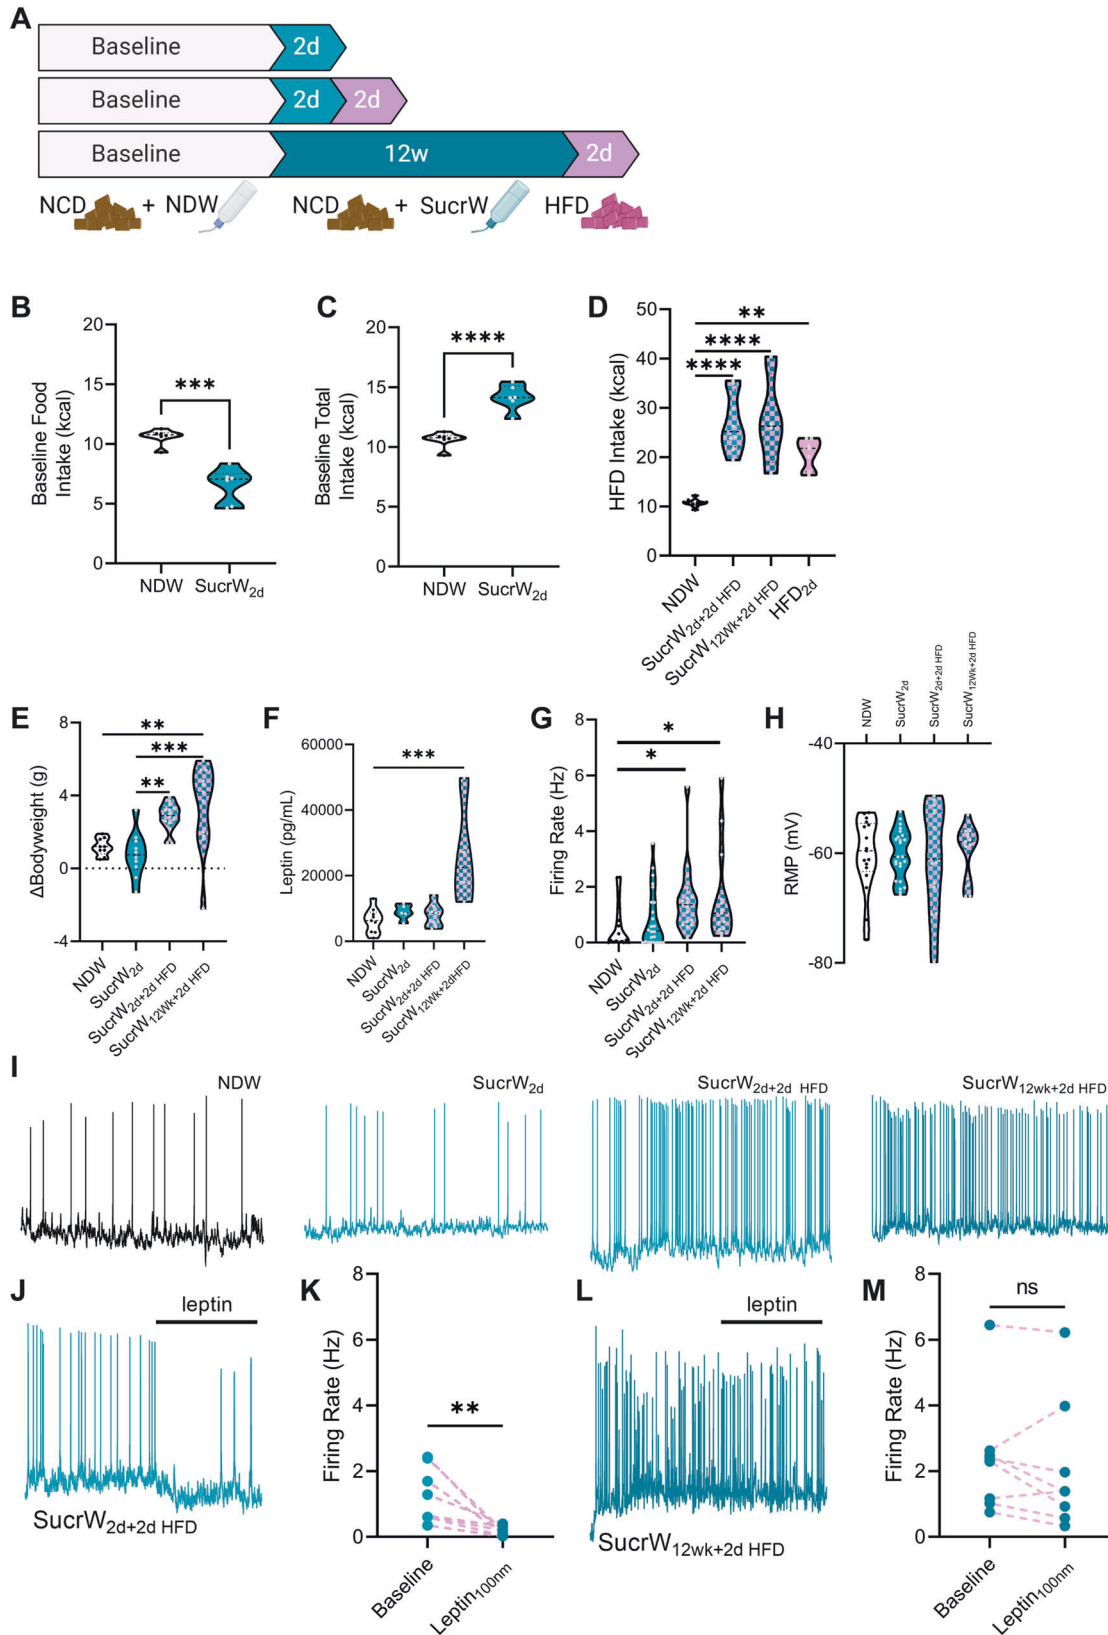 A
Baseline 2d
Baseline 2d 2d
Baseline 12w 2d
NCD + NDW NCD + SucrW HFD
B
Baseline Food
Intake (kcal)
20
15
10
5
0
***
NDW SucrW2d
C
Baseline Total
Intake (kcal)
20
15
10
5
0
****
NDW SucrW2d
D
HFD Intake (kcal)
50
40
30
20
10
0
**
****
****
NDW
SucrW2d+2d HFD
SucrW12Wk+2d HFD
HFD2d
E
ΔBodyweight (g)
8
4
0
-4
**
***
**
NDW
SucrW2d
SucrW2d+2d HFD
SucrW12Wk+2d HFD
F
Leptin (pg/mL)
60000
40000
20000
0
***
NDW
SucrW2d
SucrW2d+2d HFD
SucrW12Wk+2dHFD
G
Firing Rate (Hz)
8
6
4
2
0
*
*
NDW
SucrW2d
SucrW2d+2d HFD
SucrW12Wk+2d HFD
H
NDW
SucrW2d
SucrW2d+2d HFD
SucrW12Wk+2d HFD
RMP (mV)
-40
-60
-80
I
NDW
SucrW2d
SucrW2d+2d HFD
SucrW12wk+2d HFD
J
leptin
SucrW2d+2d HFD
K
Firing Rate (Hz)
8
6
4
2
0
**
Baseline
Leptin100nm
L
leptin
SucrW12wk+2d HFD
M
Firing Rate (Hz)
8
6
4
2
0
ns
Baseline
Leptin100nm